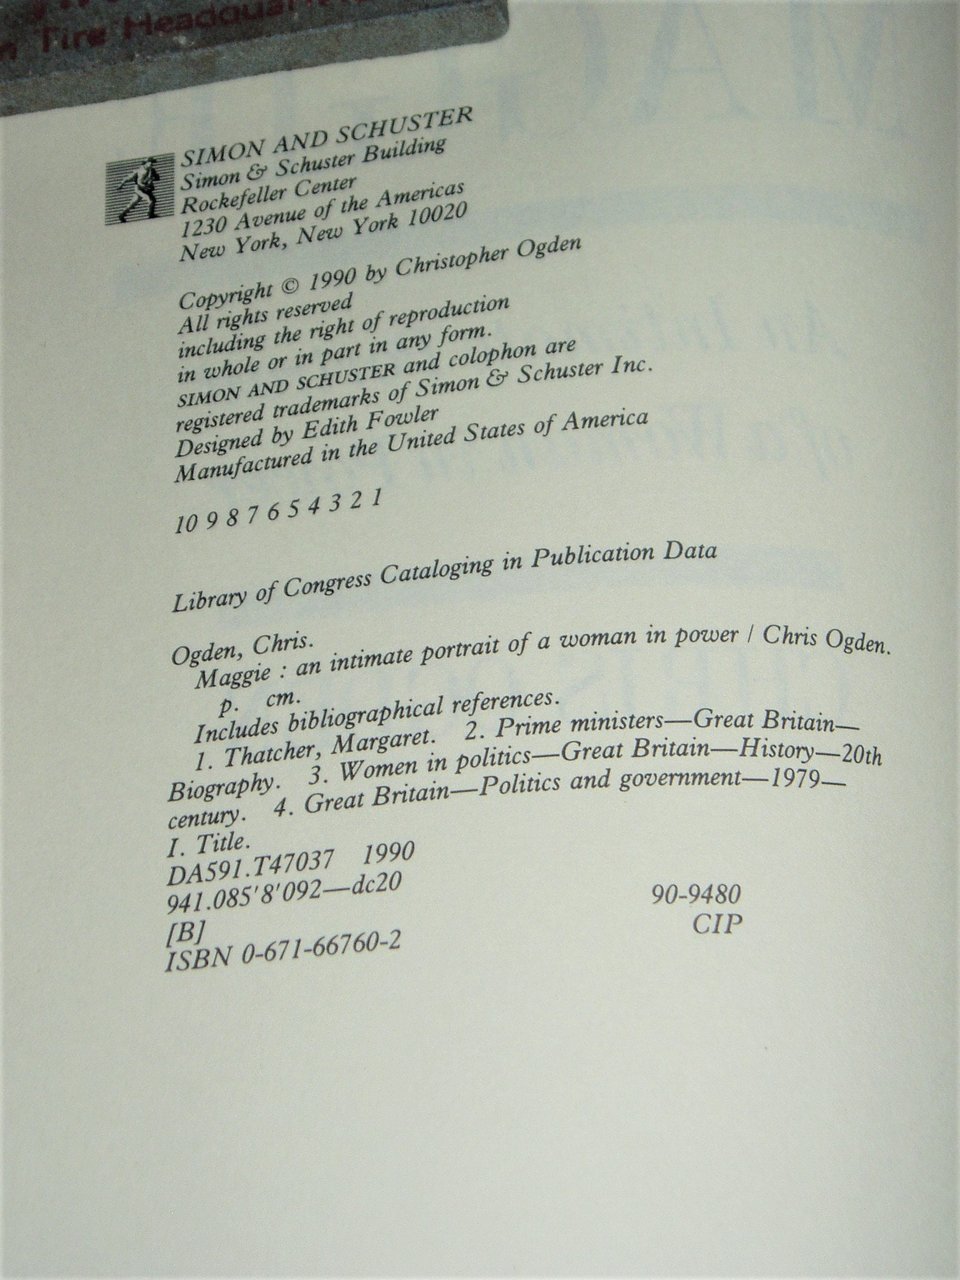 Tire Headqua
SIMON AND SCHUSTER
Simon & Schuster Building
Rockefeller Center
1230 Avenue of the Americas
New York, New York 10020
Copyright © 1990 by Christopher Ogden
All rights reserved
including the right of reproduction
in whole or in part in any form.
SIMON AND SCHUSTER and colophon are
registered trademarks of Simon & Schuster Inc.
Designed by Edith Fowler
Manufactured in the United States of America
10 9 8 7 6 5 4 3 2 1
Library of Congress Cataloging in Publication Data
Ogden, Chris.
Maggie : an intimate portrait of a woman in power / Chris Ogden.
p. cm.
Includes bibliographical references.
1. Thatcher, Margaret. 2. Prime ministers—Great Britain—
Biography. 3. Women in politics—Great Britain—History—20th
century. 4. Great Britain—Politics and government—1979—
I. Title.
DA591.T47037 1990
941.085'8'092—dc20
[B]
ISBN 0-671-66760-2
90-9480
CIP